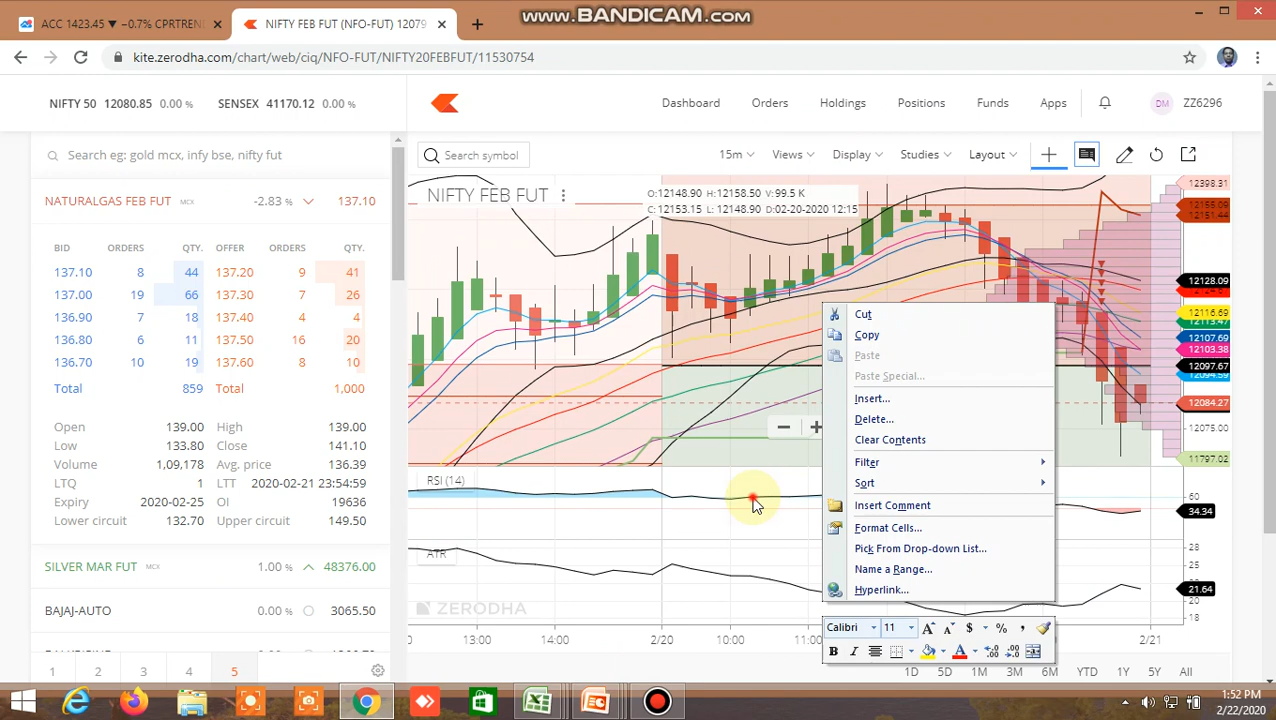 www.BANDICAM.com
ACC 1423.45 ▼ −0.7% CPRTREN
NIFTY FEB FUT (NFO-FUT) 12079
kite.zerodha.com/chart/web/ciq/NFO-FUT/NIFTY20FEBFUT/11530754
NIFTY 50 12080.85 0.00 % SENSEX 41170.12 0.00 %
Dashboard Orders Holdings Positions Funds Apps DM ZZ6296
Search eg: gold mcx, infy bse, nifty fut
Search symbol 15m Views Display Studies Layout
NATURALGAS FEB FUT MCX -2.83 % 137.10
BID ORDERS QTY. OFFER ORDERS QTY.
137.10 8 44 137.20 9 41
137.00 19 66 137.30 7 26
136.90 7 18 137.40 4 4
136.80 6 11 137.50 16 20
136.70 10 19 137.60 8 10
Total 859 Total 1,000
Open 139.00 High 139.00
Low 133.80 Close 141.10
Volume 1,09,178 Avg. price 136.39
LTQ 1 LTT 2020-02-21 23:54:59
Expiry 2020-02-25 OI 19636
Lower circuit 132.70 Upper circuit 149.50
SILVER MAR FUT MCX 1.00 % 48376.00
BAJAJ-AUTO 0.00 % 3065.50
1 2 3 4 5
NIFTY FEB FUT
O: 12148.90 H: 12158.50 V: 99.5 K
C: 12153.15 L: 12148.90 D: 02-20-2020 12:15
12398.31
12151.44
12128.09
12116.69
12107.69
12103.38
12097.67
12084.27
12075.00
11797.02
RSI (14)
60
34.34
ATR
28
25
21.64
20
18
ZERODHA
13:00 14:00 2/20 10:00 11:00 2/21
1D 5D 1M 3M 6M YTD 1Y 5Y All
Cut
Copy
Paste
Paste Special...
Insert...
Delete...
Clear Contents
Filter
Sort
Insert Comment
Format Cells...
Pick From Drop-down List...
Name a Range...
Hyperlink...
Calibri 11 A A $ % ,
B I A
1:52 PM
2/22/2020